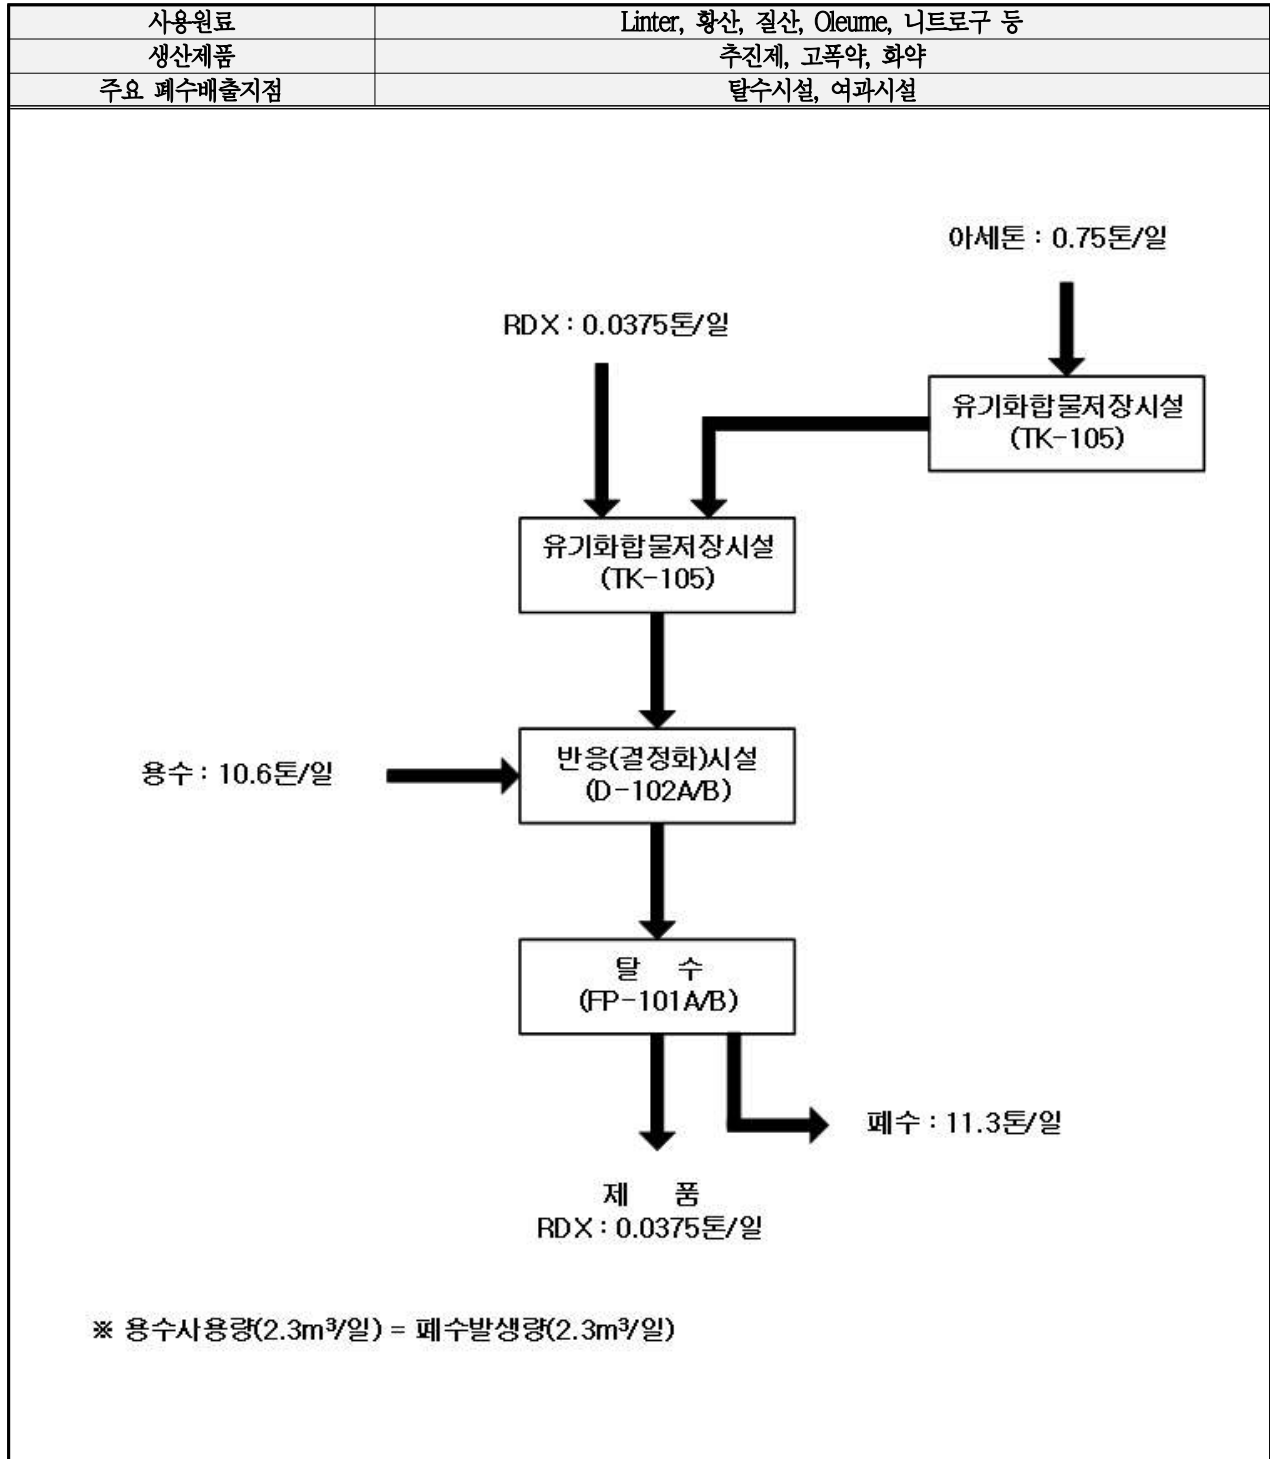 사용원료 Linter, 황산, 질산, Oleume, 니트로구 등
생산제품 추진제, 고폭약, 화약
주요 폐수배출지점 탈수시설, 여과시설
아세톤 : 0.75톤/일
RDX : 0.0375톤/일
유기화합물저장시설
(TK-105)
유기화합물저장시설
(TK-105)
반응(결정화)시설
(D-102A/B)
용수 : 10.6톤/일
탈 수
(FP-101A/B)
폐수 : 11.3톤/일
제 품
RDX : 0.0375톤/일
※ 용수사용량(2.3m³/일) = 폐수발생량(2.3m³/일)